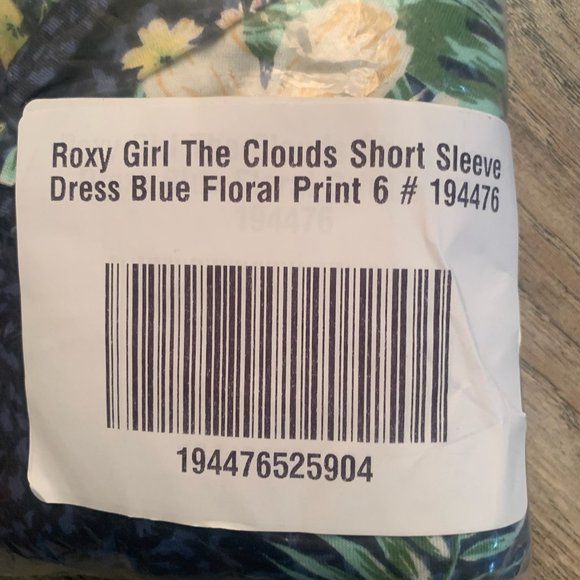 Roxy Girl The Clouds Short Sleeve
Dress Blue Floral Print 6 # 194476
194476525904